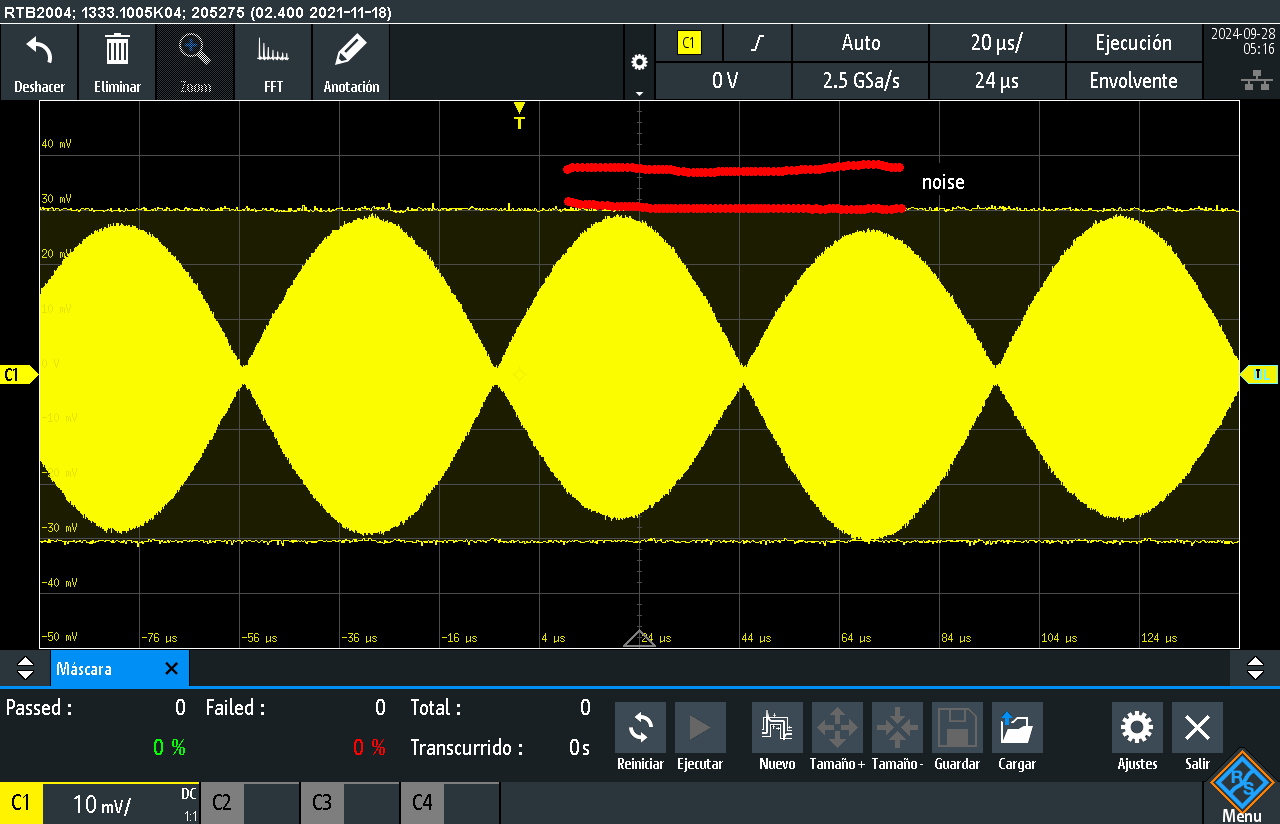 RTB2004; 1333.1005K04; 205275 (02.400 2021-11-18)
Deshacer
Eliminar
Zoom
FFT
Anotación
C1
Auto
20 µs/
Ejecución
2024-09-28
05:16
0 V
2.5 GSa/s
24 µs
Envolvente
T
40 mV
noise
30 mV
20 mV
10 mV
0 V
C1
T
-10 mV
-20 mV
-30 mV
-40 mV
-50 mV
-76 µs
-56 µs
-36 µs
-16 µs
4 µs
24 µs
44 µs
64 µs
84 µs
104 µs
124 µs
Máscara
Passed : 0
Failed : 0
Total : 0
0 %
0 %
Transcurrido : 0 s
Reiniciar
Ejecutar
Nuevo
Tamaño +
Tamaño -
Guardar
Cargar
Ajustes
Salir
C1
10 mV/
DC
1:1
C2
C3
C4
R S
Menú